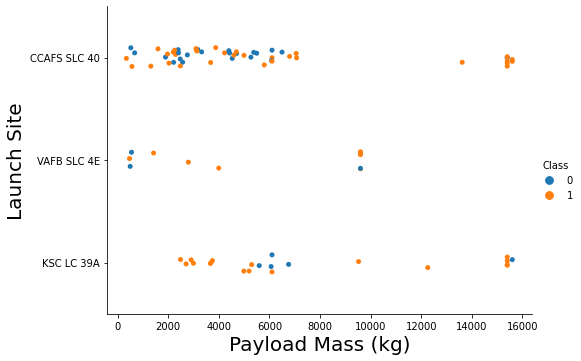 Launch Site
CCAFS SLC 40
VAFB SLC 4E
KSC LC 39A
0 2000 4000 6000 8000 10000 12000 14000 16000
Payload Mass (kg)
Class
0
1